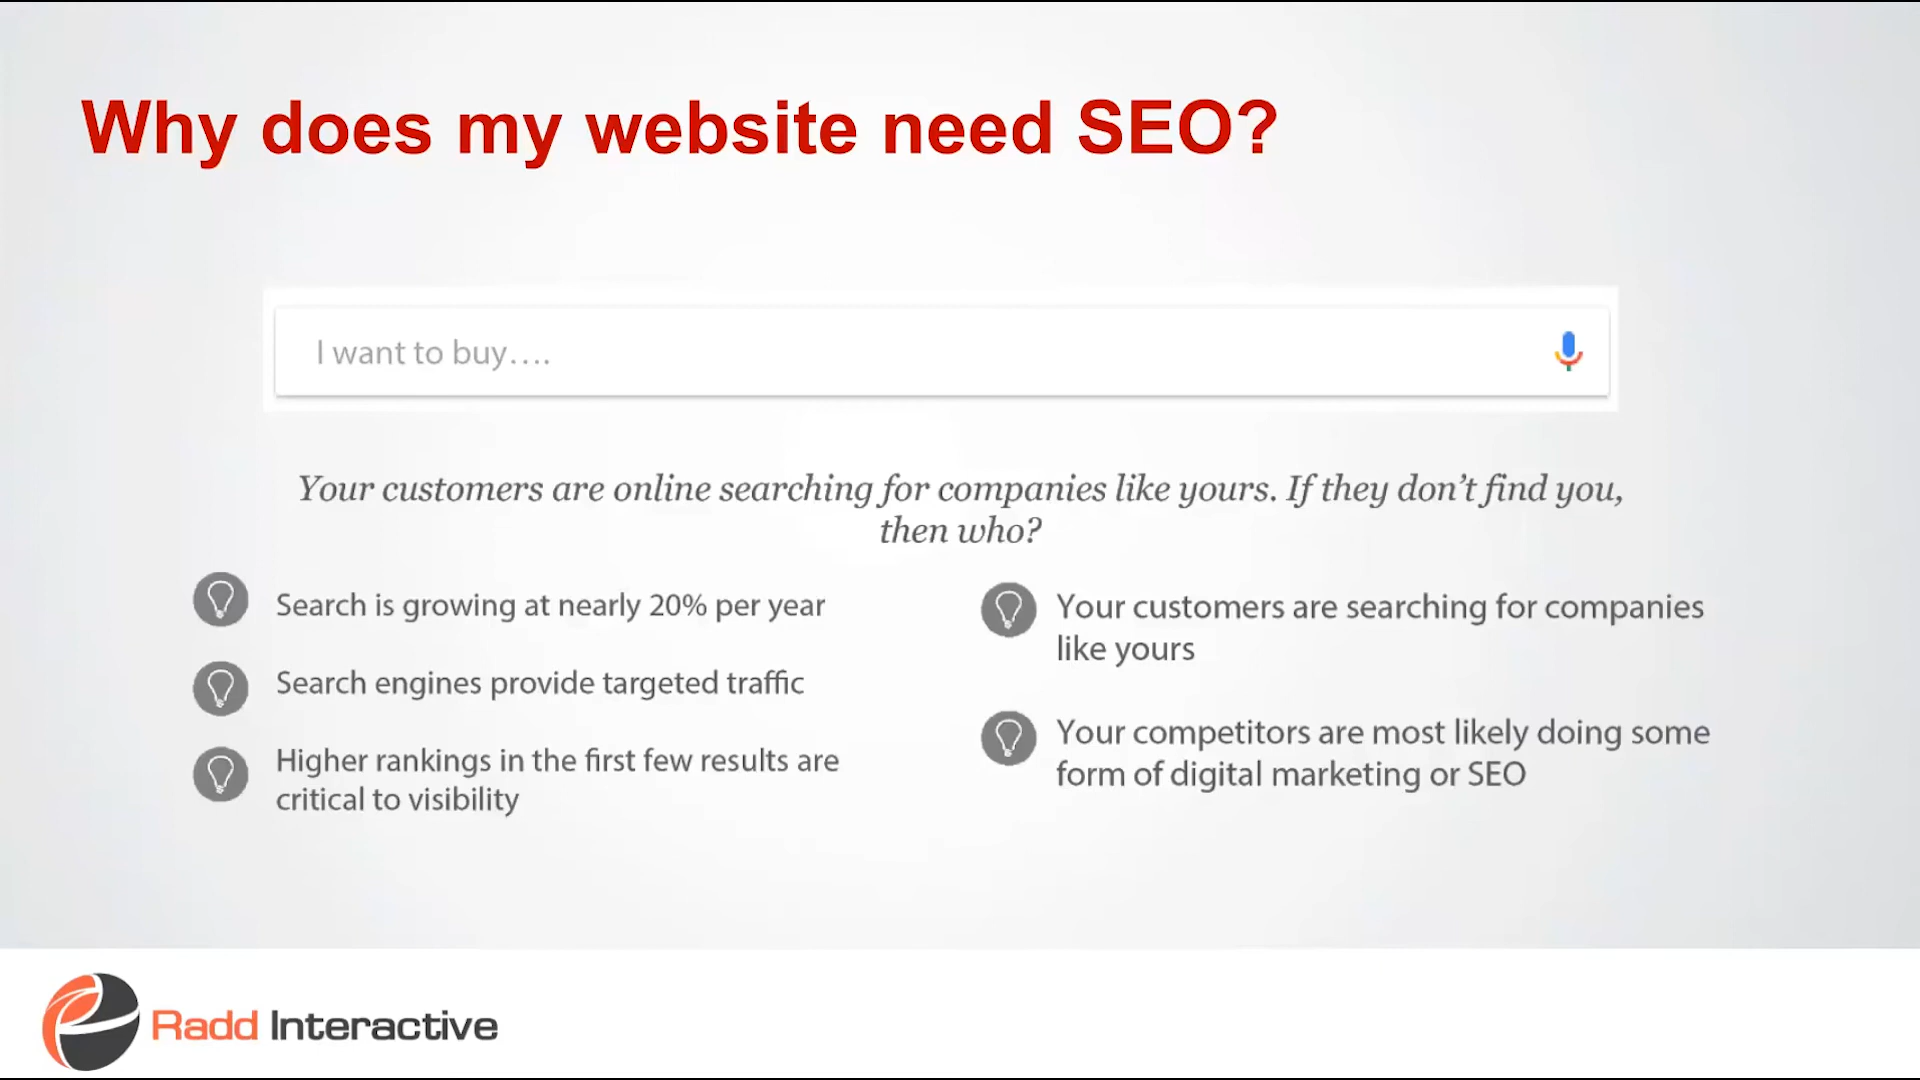 Why does my website need SEO?
I want to buy....
Your customers are online searching for companies like yours. If they don’t find you,
then who?
Search is growing at nearly 20% per year
Search engines provide targeted traffic
Higher rankings in the first few results are
critical to visibility
Your customers are searching for companies
like yours
Your competitors are most likely doing some
form of digital marketing or SEO
Radd Interactive